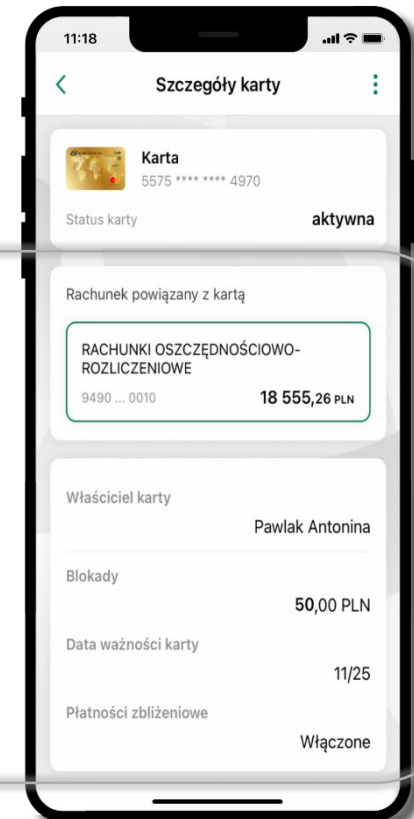 11:18
Szczegóły karty
Karta
5575 **** **** 4970
Status karty
aktywna
Rachunek powiązany z kartą
RACHUNKI OSZCZĘDNOŚCIOWO-
ROZLICZENIOWE
9490 ... 0010
18 555,26 PLN
Właściciel karty
Pawlak Antonina
Blokady
50,00 PLN
Data ważności karty
11/25
Płatności zbliżeniowe
Włączone